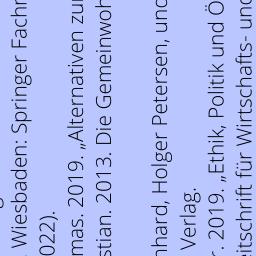 Wiesbaden: Springer Fachr
022).
mas. 2019. „Alternativen zur
stian. 2013. Die Gemeinwoh
nhard, Holger Petersen, und
Verlag.
r. 2019. „Ethik, Politik und Ö
eitschrift für Wirtschafts- und